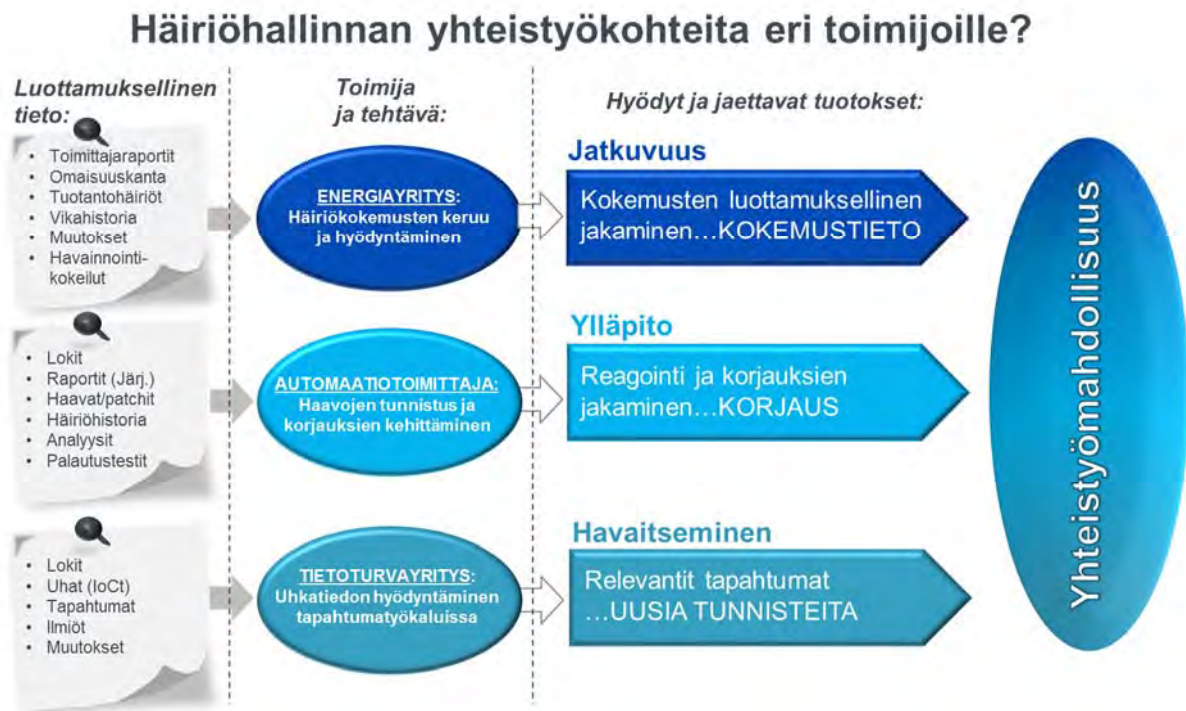 Häiriöhallinnan yhteistyökohteita eri toimijoille?
Luottamuksellinen
tieto:
Toimija
ja tehtävä:
Hyödyt ja jaettavat tuotokset:
• Toimittajaraportit
• Omaisuuskanta
• Tuotantohäiriöt
• Vikahistoria
• Muutokset
• Havainnointi-
kokeilut
ENERGIAYRITYS:
Häiriökokemusten keruu
ja hyödyntäminen
Jatkuvuus
Kokemusten luottamuksellinen
jakaminen...KOKEMUSTIETO
• Lokit
• Raportit (Järj.)
• Haavat/patchit
• Häiriöhistoria
• Analyysit
• Palautustestit
AUTOMAATIOTOIMITTAJA:
Haavojen tunnistus ja
korjauksien kehittäminen
Ylläpito
Reagointi ja korjauksien
jakaminen...KORJAUS
• Lokit
• Uhat (IoCt)
• Tapahtumat
• Ilmiöt
• Muutokset
TIETOTURVAYRITYS:
Uhkatiedon hyödyntäminen
tapahtumatyökaluissa
Havaitseminen
Relevantit tapahtumat
...UUSIA TUNNISTEITA
Yhteistyömahdollisuus